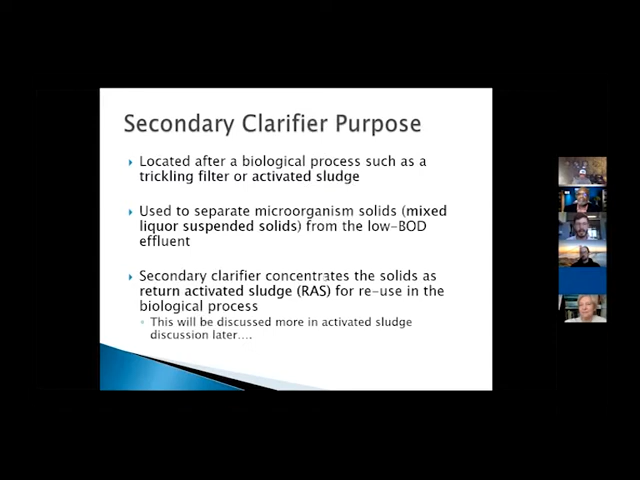 Secondary Clarifier Purpose
Located after a biological process such as a
trickling filter or activated sludge
Used to separate microorganism solids (mixed
liquor suspended solids) from the low-BOD
effluent
Secondary clarifier concentrates the solids as
return activated sludge (RAS) for re-use in the
biological process
This will be discussed more in activated sludge
discussion later....